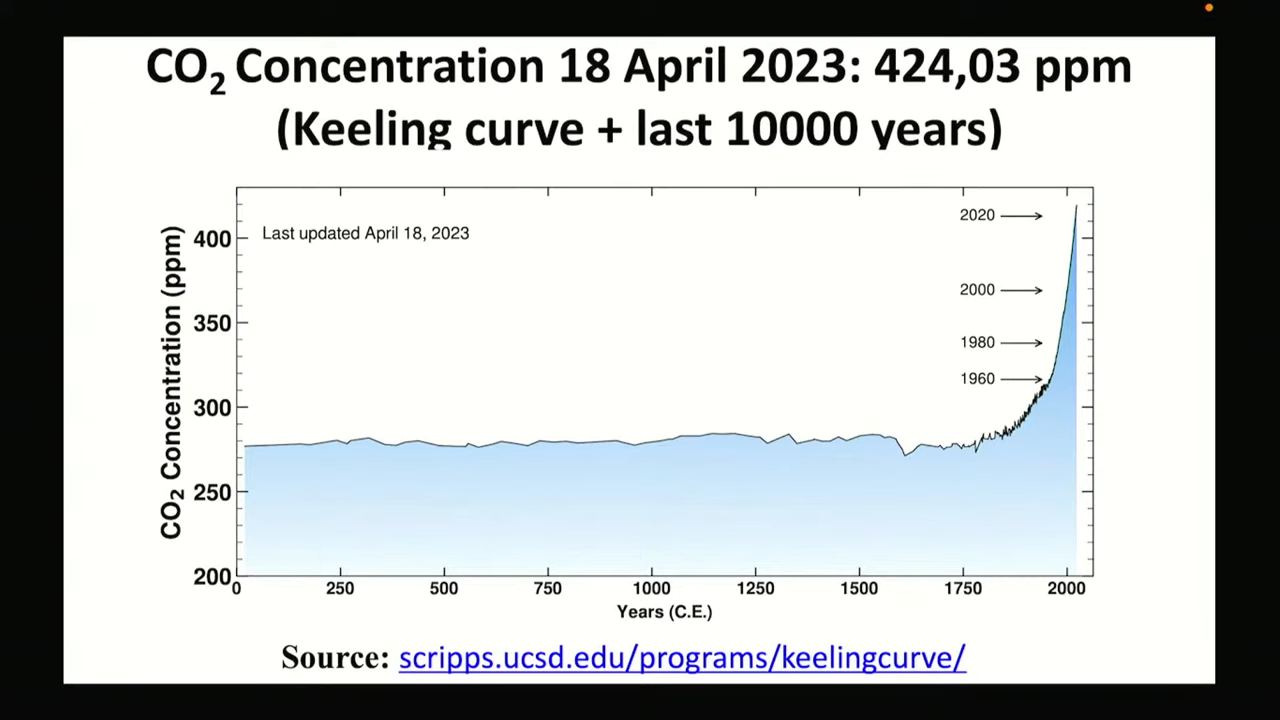 CO₂ Concentration 18 April 2023: 424,03 ppm
(Keeling curve + last 10000 years)
Last updated April 18, 2023
CO₂ Concentration (ppm)
400
350
300
250
200
2020
2000
1980
1960
0 250 500 750 1000 1250 1500 1750 2000
Years (C.E.)
Source: scripps.ucsd.edu/programs/keelingcurve/